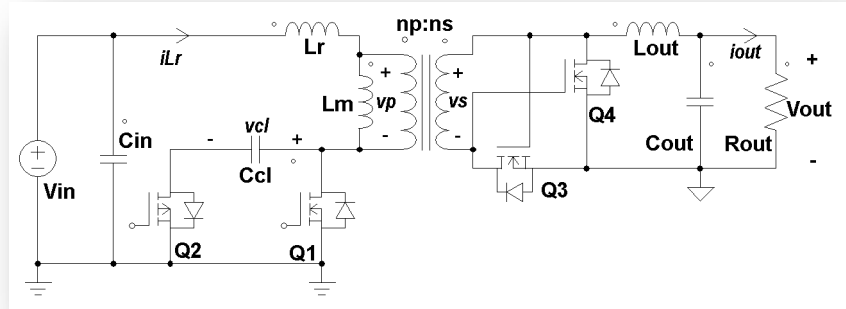 np:ns
iLr
Lr
Lout
iout
+
+
+
Lm
vp
vs
Q4
Cin
-
vcl
+
-
-
Vout
+
-
Vin
Ccl
Cout
Rout
-
Q3
Q2
Q1